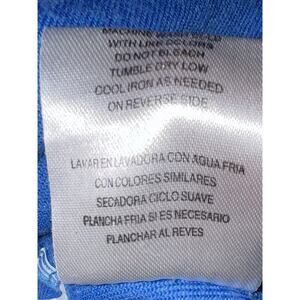 MACHINE WASH COLD
WITH LIKE COLORS
DO NOT BLEACH
TUMBLE DRY LOW
COOL IRON AS NEEDED
ON REVERSE SIDE
LAVAR EN LAVADORA CON AGUA FRIA
CON COLORES SIMILARES
SECADORA CICLO SUAVE
PLANCHA FRIA SI ES NECESARIO
PLANCHAR AL REVES